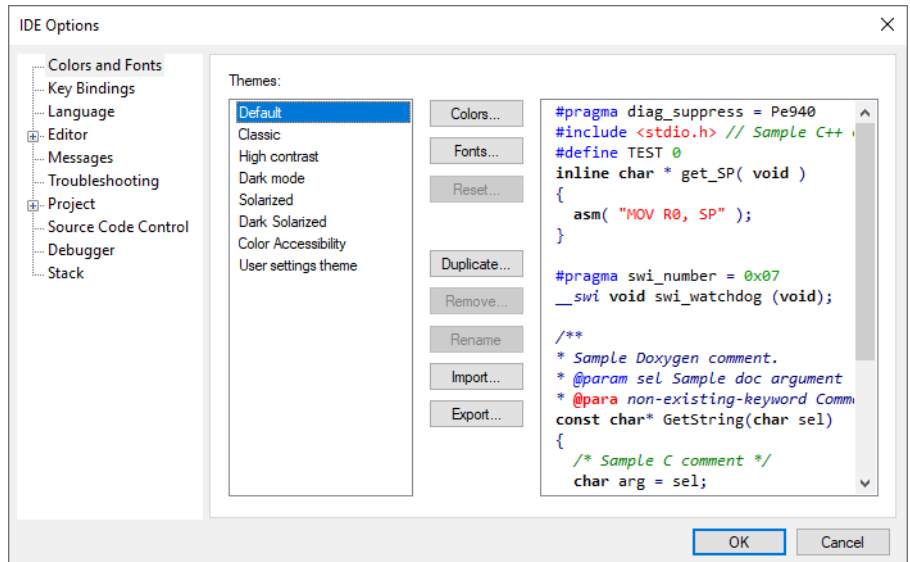 IDE Options
Colors and Fonts
Key Bindings
Language
Editor
Messages
Troubleshooting
Project
Source Code Control
Debugger
Stack
Themes:
Default
Classic
High contrast
Dark mode
Solarized
Dark Solarized
Color Accessibility
User settings theme
Colors...
Fonts...
Reset...
Duplicate...
Remove...
Rename
Import...
Export...
#pragma diag_suppress = Pe940
#include <stdio.h> // Sample C++
#define TEST 0
inline char * get_SP( void )
{
asm( "MOV R0, SP" );
}
#pragma swi_number = 0x07
__swi void swi_watchdog (void);
/**
* Sample Doxygen comment.
* @param sel Sample doc argument
* @para non-existing-keyword Comm
const char* GetString(char sel)
{
/* Sample C comment */
char arg = sel;
OK
Cancel